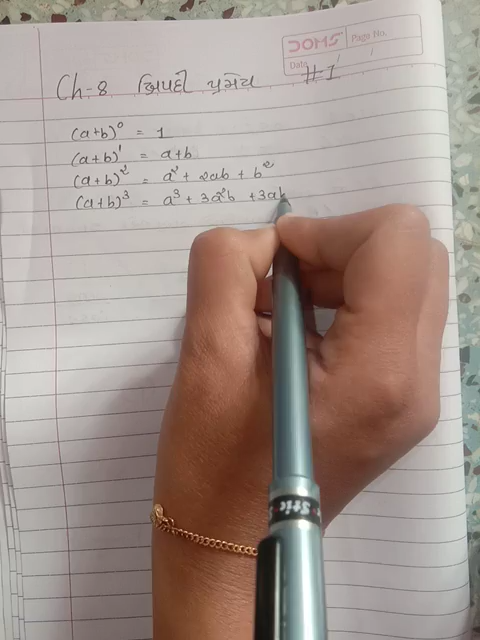 DOMS Page No.
Date / /
Ch-8 દ્વિપદી પ્રમેય #1
(a+b)⁰ = 1
(a+b)¹ = a+b
(a+b)² = a² + 2ab + b²
(a+b)³ = a³ + 3a²b + 3ab
Stic